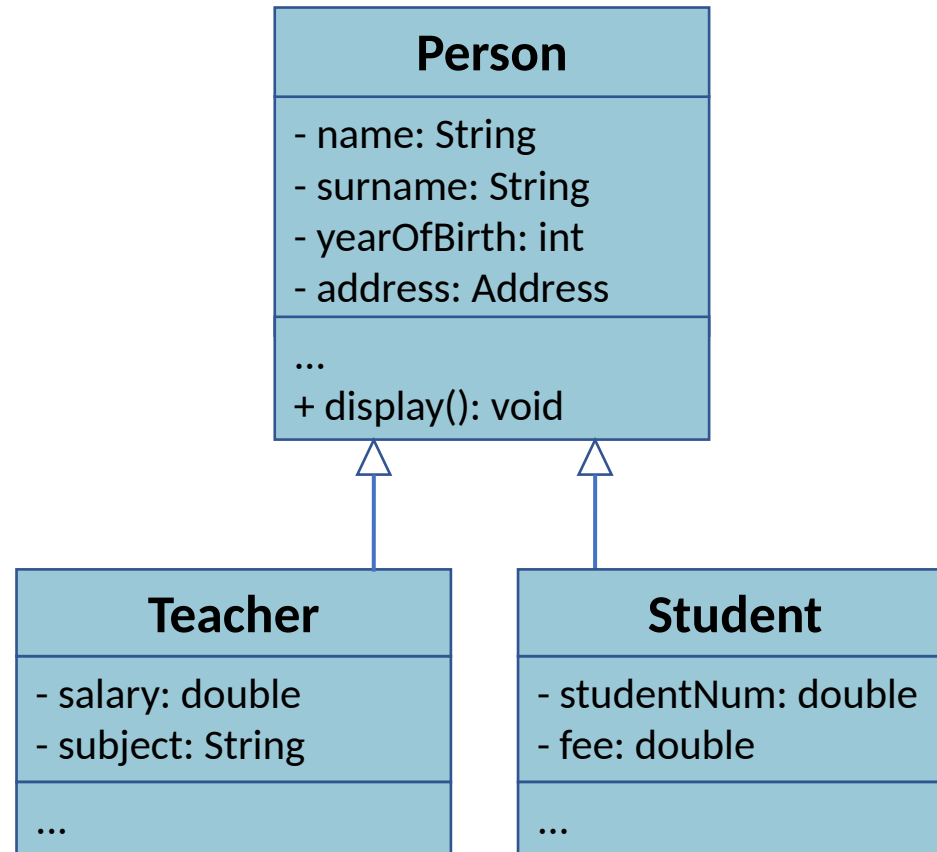 Person
- name: String
- surname: String
- yearOfBirth: int
- address: Address
...
+ display(): void
Teacher
- salary: double
- subject: String
...
Student
- studentNum: double
- fee: double
...